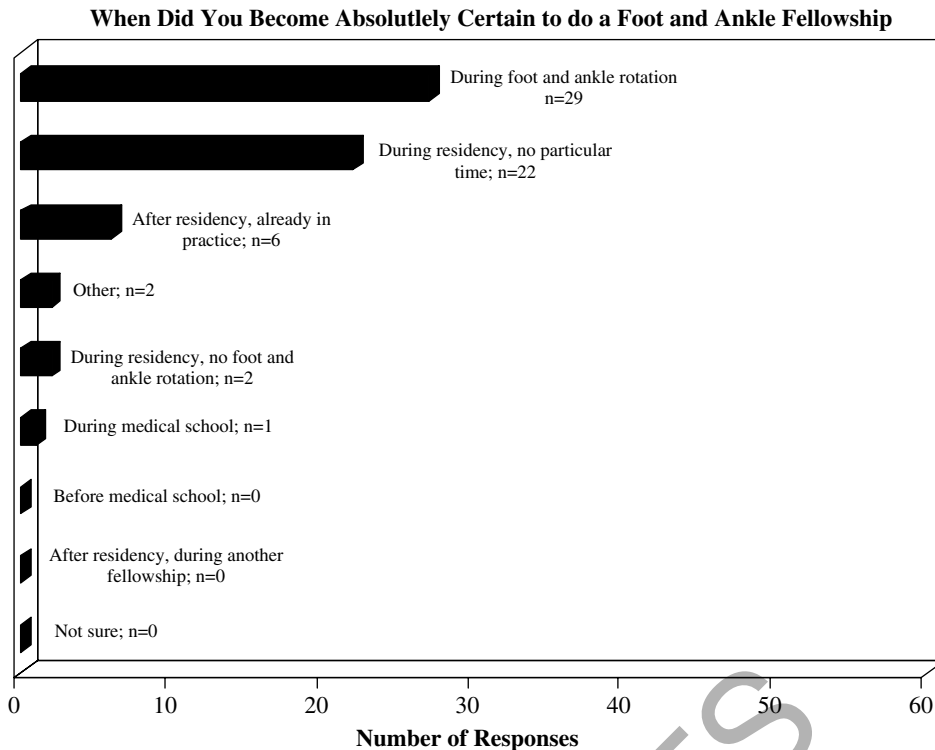 When Did You Become Absolutlely Certain to do a Foot and Ankle Fellowship
During foot and ankle rotation
n=29
During residency, no particular
time; n=22
After residency, already in
practice; n=6
Other; n=2
During residency, no foot and
ankle rotation; n=2
During medical school; n=1
Before medical school; n=0
After residency, during another
fellowship; n=0
Not sure; n=0
0 10 20 30 40 50 60
Number of Responses